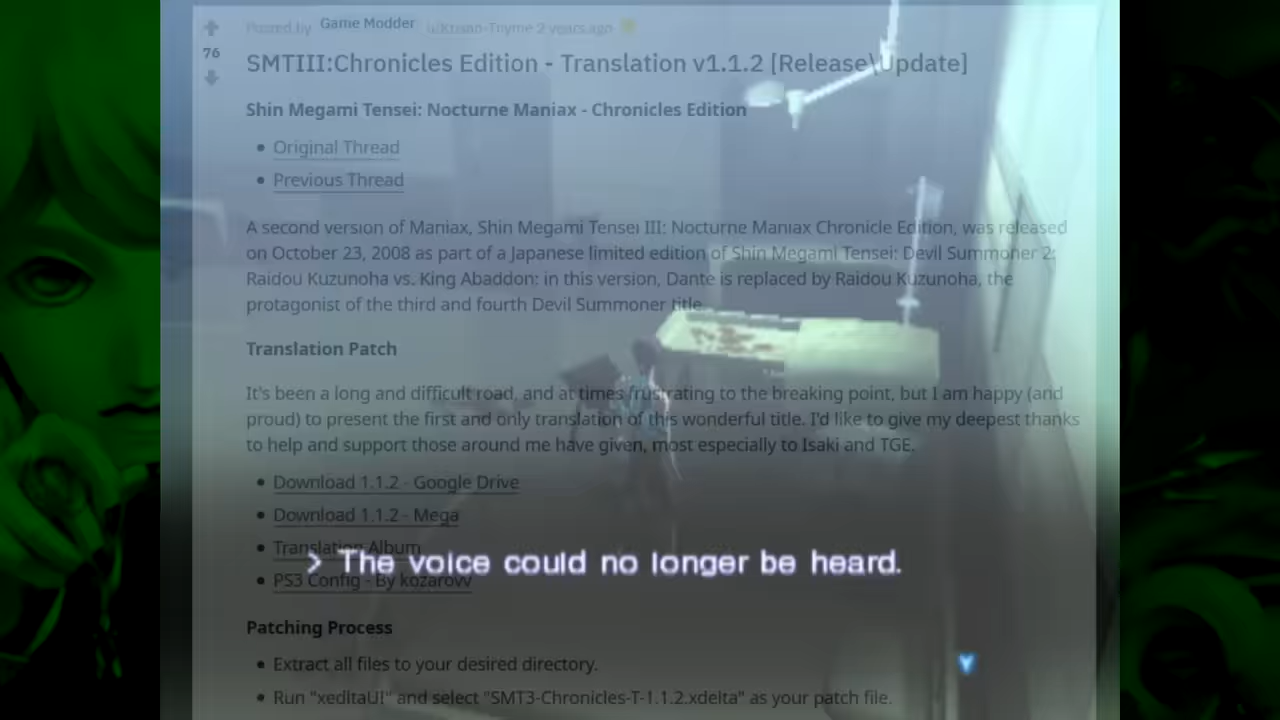 Posted by Game Modder 2 years ago
76
SMTIII:Chronicles Edition - Translation v1.1.2 [Release\Update]
Shin Megami Tensei: Nocturne Maniax - Chronicles Edition
• Original Thread
• Previous Thread
A second version of Maniax, Shin Megami Tensei III: Nocturne Maniax Chronicle Edition, was released
on October 23, 2008 as part of a Japanese limited edition of Shin Megami Tensei: Devil Summoner 2:
Raidou Kuzunoha vs. King Abaddon: in this version, Dante is replaced by Raidou Kuzunoha, the
protagonist of the third and fourth Devil Summoner title.
Translation Patch
It's been a long and difficult road, and at times frustrating to the breaking point, but I am happy (and
proud) to present the first and only translation of this wonderful title. I'd like to give my deepest thanks
to help and support those around me have given, most especially to Isaki and TGE.
• Download 1.1.2 - Google Drive
• Download 1.1.2 - Mega
• Translation Album
> The voice could no longer be heard.
• PS3 Config - By kozarovv
Patching Process
• Extract all files to your desired directory.
• Run "xeditaUI" and select "SMT3-Chronicles-T-1.1.2.xdelta" as your patch file.